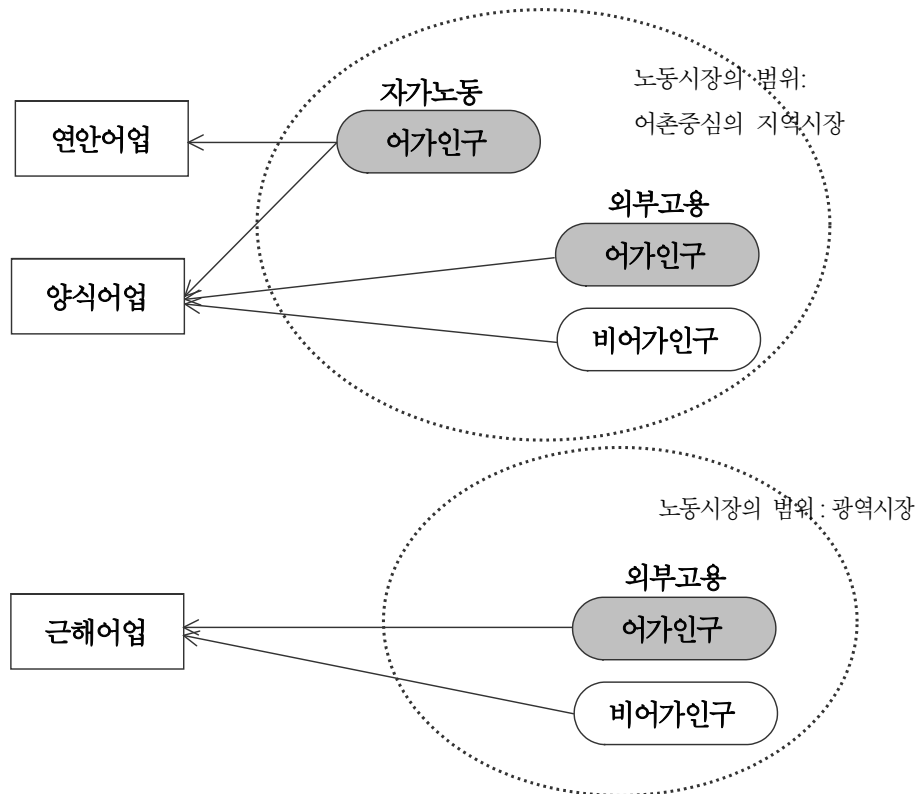 노동시장의 범위:
자가노동
어촌중심의 지역시장
연안어업
어가인구
외부고용
어가인구
양식어업
비어가인구
노동시장의 범위 : 광역시장
외부고용
근해어업
어가인구
비어가인구